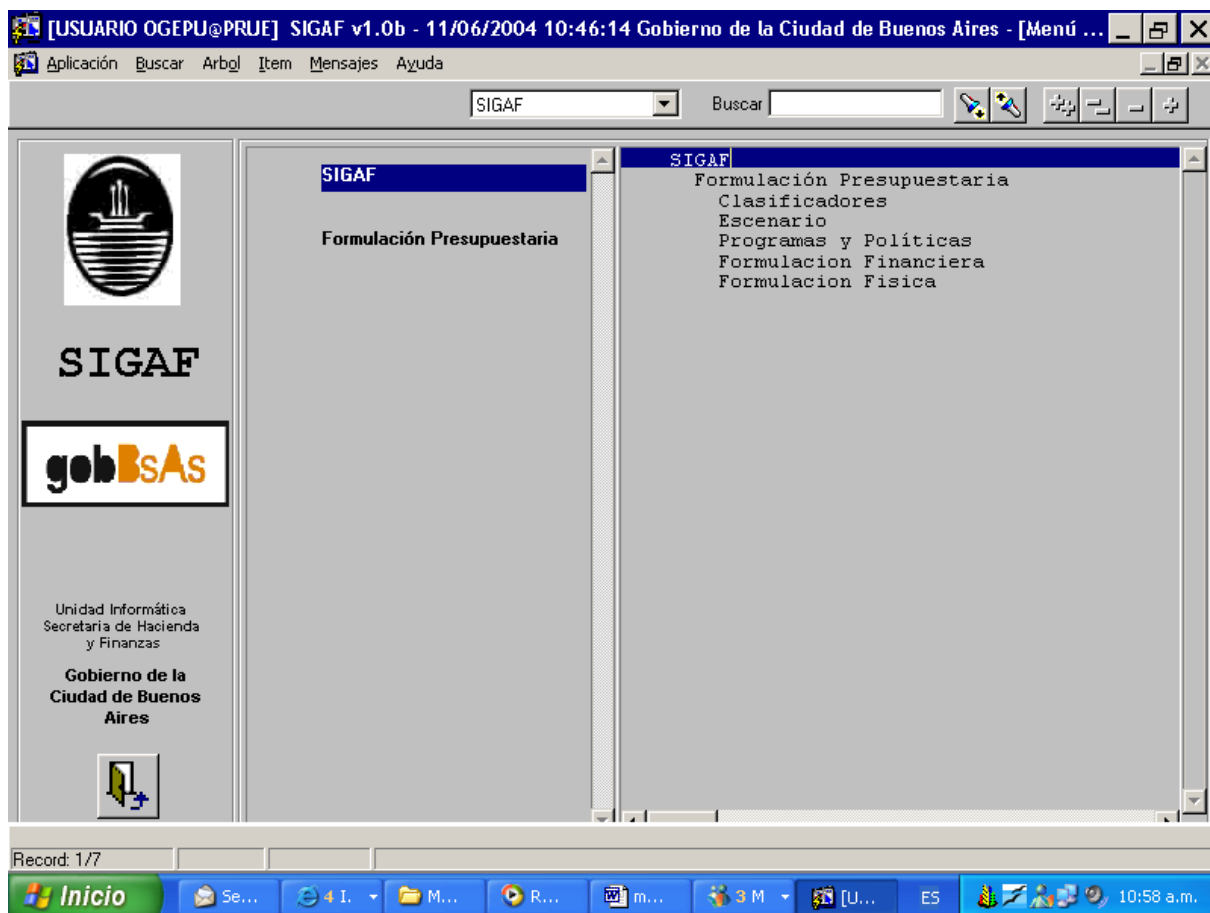 [USUARIO OGEPU@PRUE] SIGAF v1.0b - 11/06/2004 10:46:14 Gobierno de la Ciudad de Buenos Aires - [Menú ...
Aplicación Buscar Arbol Item Mensajes Ayuda
SIGAF Buscar
SIGAF
gobBsAs
Unidad Informática
Secretaria de Hacienda
y Finanzas
Gobierno de la
Ciudad de Buenos
Aires
SIGAF
Formulación Presupuestaria
SIGAF
Formulación Presupuestaria
Clasificadores
Escenario
Programas y Políticas
Formulacion Financiera
Formulacion Fisica
Record: 1/7
Inicio Se... 4 I. M... R... m... 3 M [U... ES 10:58 a.m.